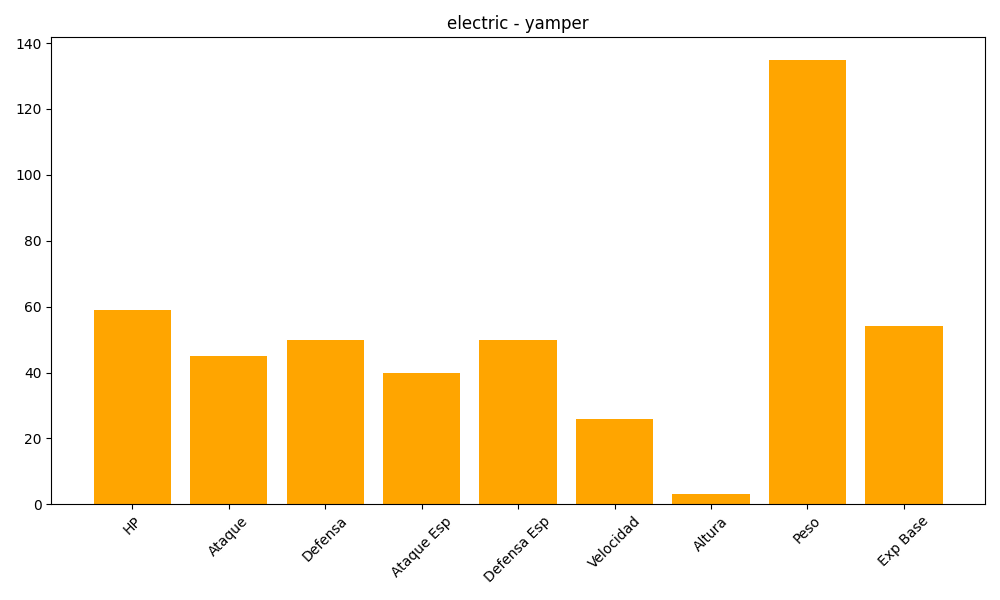 electric - yamper
140
120
100
80
60
40
20
0
HP
Ataque
Defensa
Ataque Esp
Defensa Esp
Velocidad
Altura
Peso
Exp Base